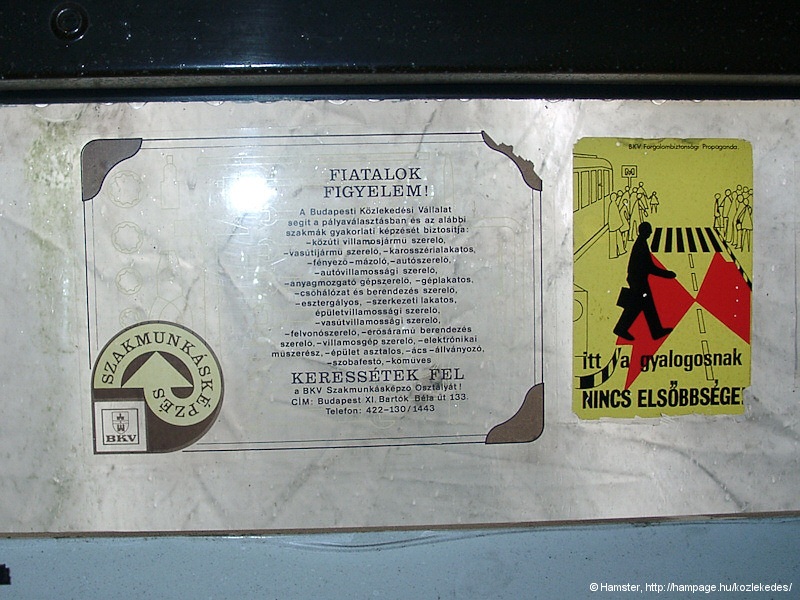 FIATALOK
FIGYELEM!
A Budapesti Közlekedési Vállalat
segít a pályaválasztásban és az alábbi
szakmák gyakorlati képzését biztosítja:
-közúti villamosjármű szerelő,
-vasútijármű szerelő, -karosszérialakatos,
-fényező-mázoló, -autószerelő,
-autóvillamossági szerelő,
-anyagmozgató gépszerelő, -géplakatos,
-csőhálózat és berendezés szerelő,
-esztergályos, -szerkezeti lakatos,
épületvillamossági szerelő,
-vasútvillamossági szerelő,
-felvonószerelő, -erősáramú berendezés
szerelő, -villamosgép szerelő, -elektrónikai
műszerész, -épület asztalos, -ács-állványozó,
-szobafestő, -kőműves
KERESSÉTEK FEL
a BKV Szakmunkásképző Osztályát!
CÍM: Budapest XI. Bartók Béla út 133.
Telefon: 422-130/1443
SZAKMUNKÁSKÉPZÉS
BKV
BKV Forgalombiztonsági Propaganda.
itt a gyalogosnak
NINCS ELSŐBBSÉGE!
© Hamster, http://hampage.hu/kozlekedes/